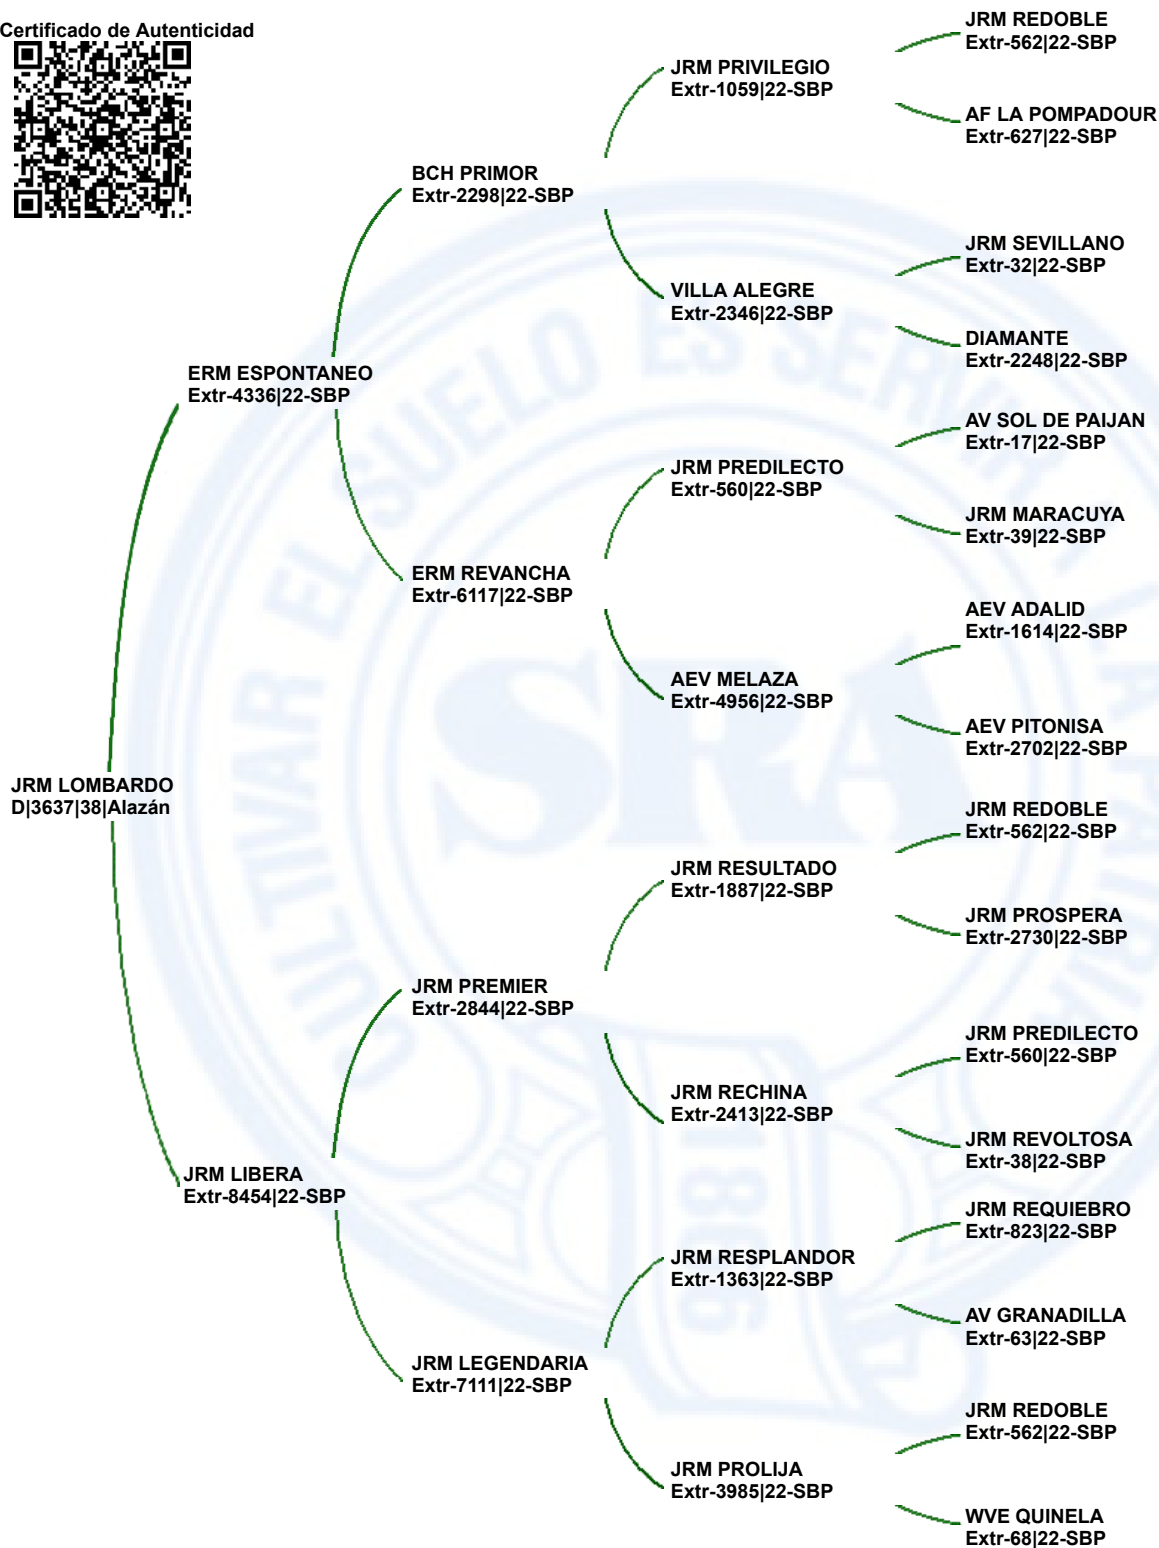 Certificado de Autenticidad
JRM REDOBLE
Extr-562|22-SBP
JRM PRIVILEGIO
Extr-1059|22-SBP
AF LA POMPADOUR
Extr-627|22-SBP
BCH PRIMOR
Extr-2298|22-SBP
JRM SEVILLANO
Extr-32|22-SBP
VILLA ALEGRE
Extr-2346|22-SBP
DIAMANTE
Extr-2248|22-SBP
ERM ESPONTANEO
Extr-4336|22-SBP
AV SOL DE PAIJAN
Extr-17|22-SBP
JRM PREDILECTO
Extr-560|22-SBP
JRM MARACUYA
Extr-39|22-SBP
ERM REVANCHA
Extr-6117|22-SBP
AEV ADALID
Extr-1614|22-SBP
AEV MELAZA
Extr-4956|22-SBP
AEV PITONISA
Extr-2702|22-SBP
JRM LOMBARDO
D|3637|38|Alazán
JRM REDOBLE
Extr-562|22-SBP
JRM RESULTADO
Extr-1887|22-SBP
JRM PROSPERA
Extr-2730|22-SBP
JRM PREMIER
Extr-2844|22-SBP
JRM PREDILECTO
Extr-560|22-SBP
JRM RECHINA
Extr-2413|22-SBP
JRM REVOLTOSA
Extr-38|22-SBP
JRM LIBERA
Extr-8454|22-SBP
JRM REQUIEBRO
Extr-823|22-SBP
JRM RESPLANDOR
Extr-1363|22-SBP
AV GRANADILLA
Extr-63|22-SBP
JRM LEGENDARIA
Extr-7111|22-SBP
JRM REDOBLE
Extr-562|22-SBP
JRM PROLIJA
Extr-3985|22-SBP
WVE QUINELA
Extr-68|22-SBP
CULTIVAR EL SUELO ES SERVIR A LA PATRIA
SRA
1866